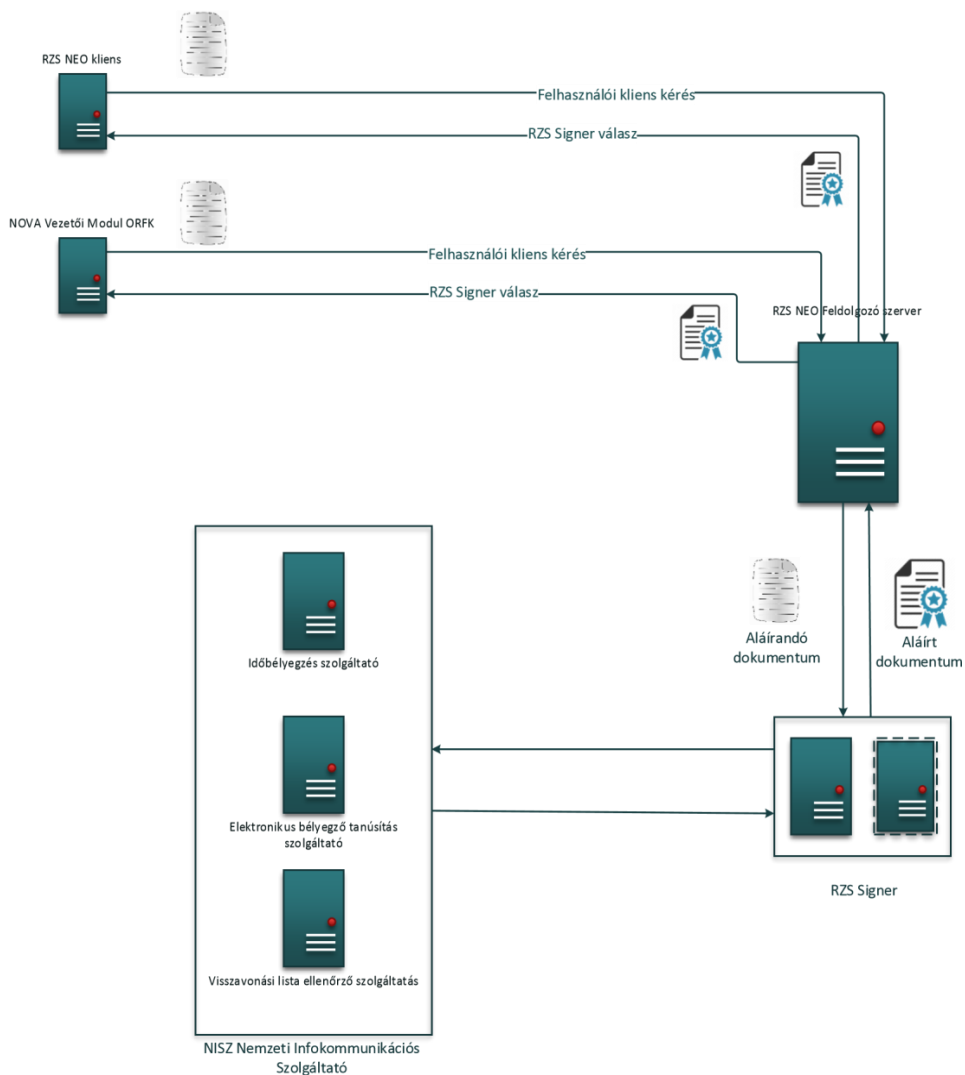 RZS NEO kliens
Felhasználói kliens kérés
RZS Signer válasz
NOVA Vezetői Modul ORFK
Felhasználói kliens kérés
RZS Signer válasz
RZS NEO Feldolgozó szerver
Aláírandó
dokumentum
Aláírt
dokumentum
Időbélyegzés szolgáltató
Elektronikus bélyegző tanúsítás
szolgáltató
Visszavonási lista ellenőrző szolgáltatás
RZS Signer
NISZ Nemzeti Infokommunikációs
Szolgáltató